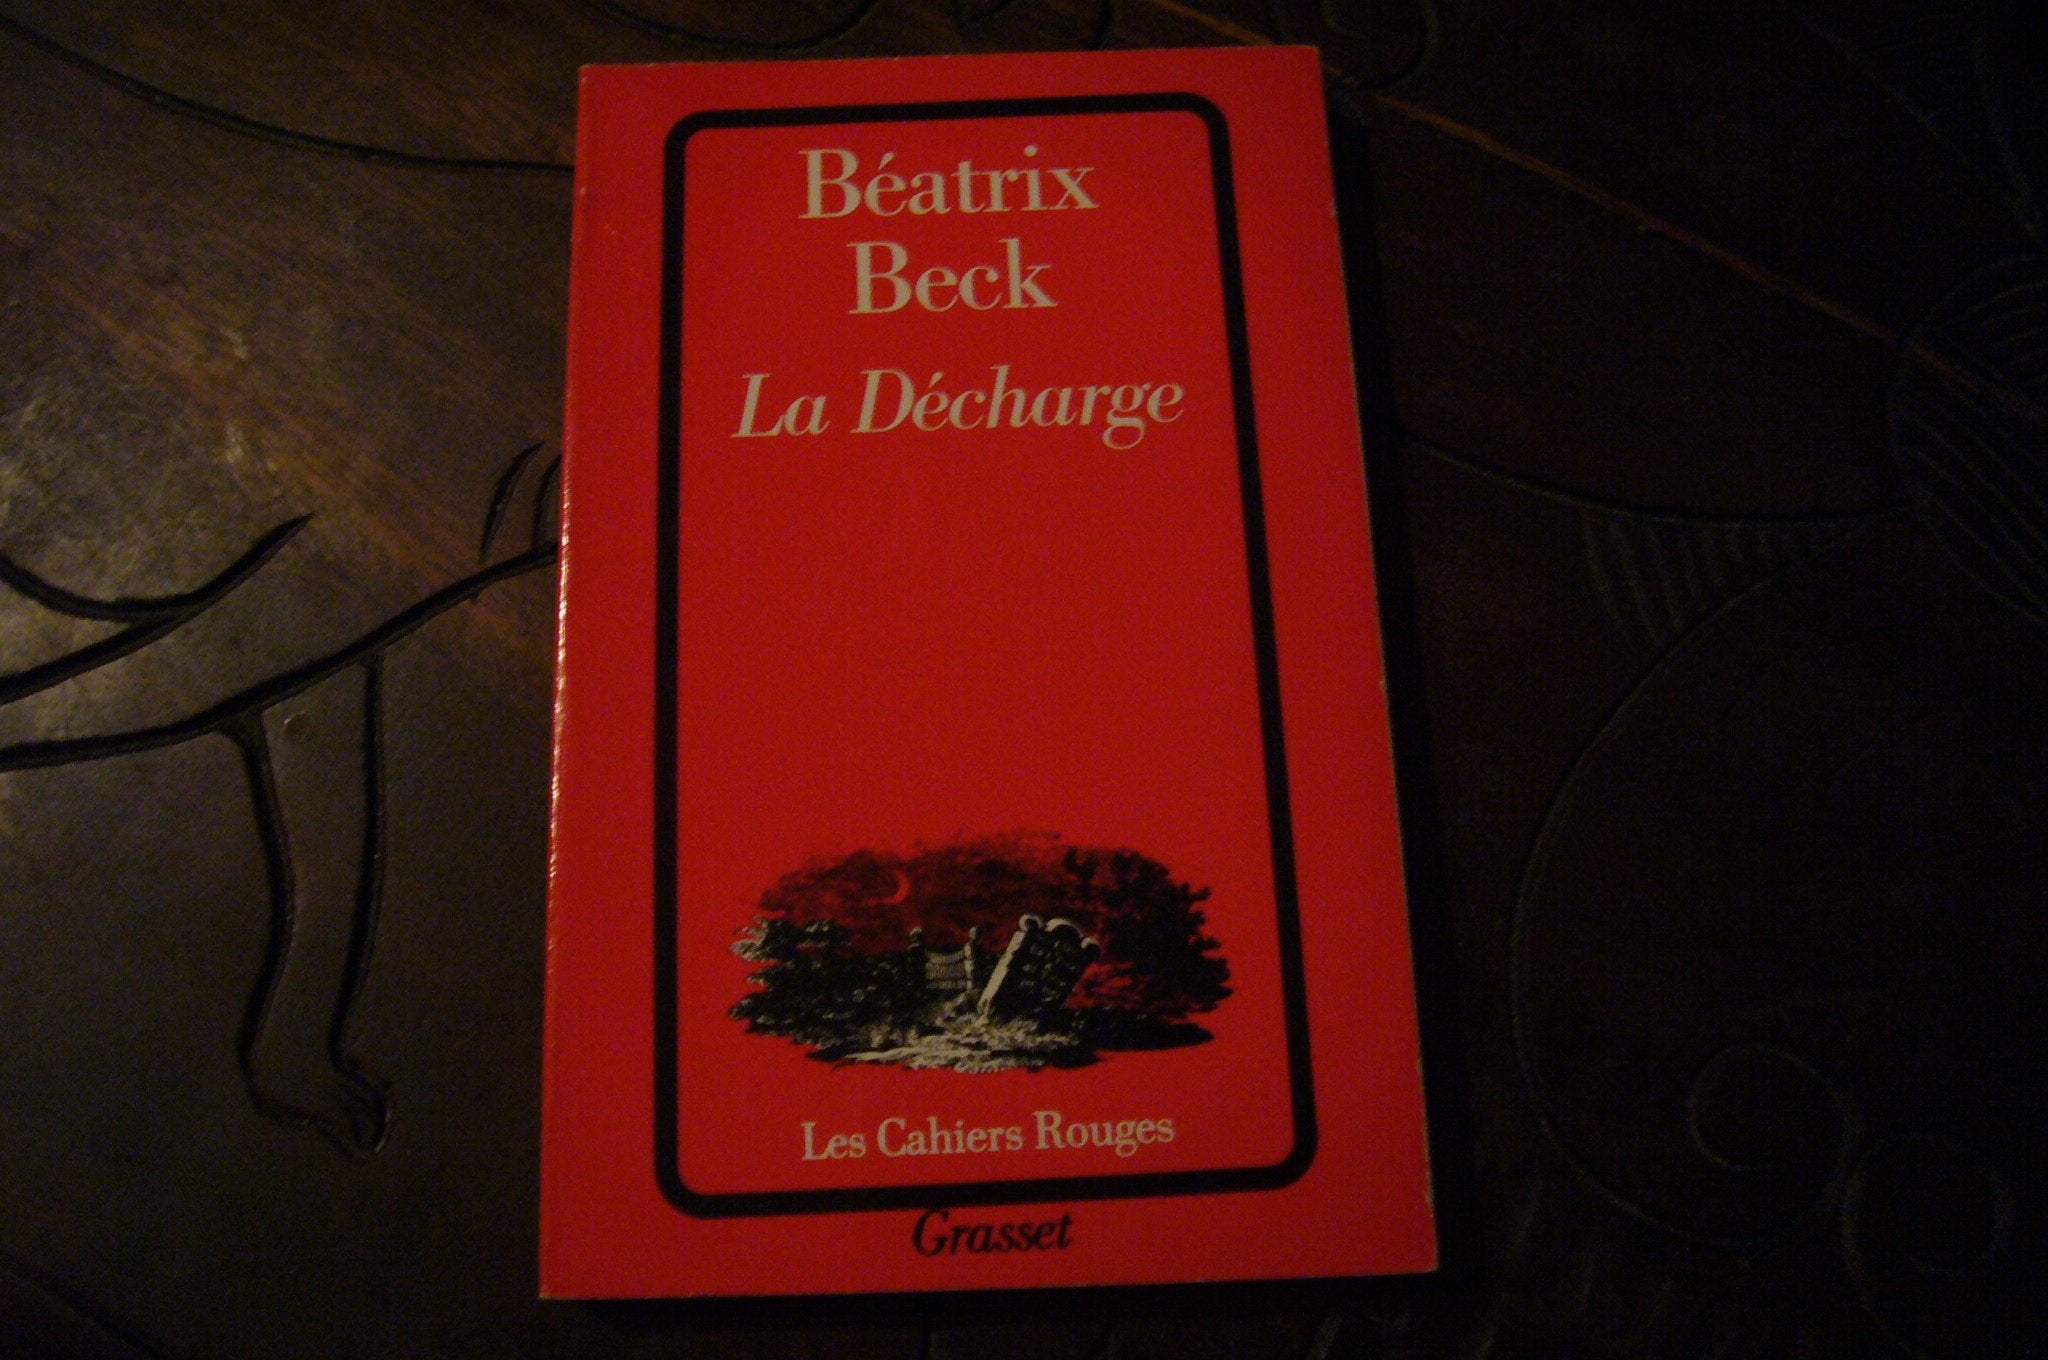 Béatrix
Beck
La Décharge
Les Cahiers Rouges
Grasset